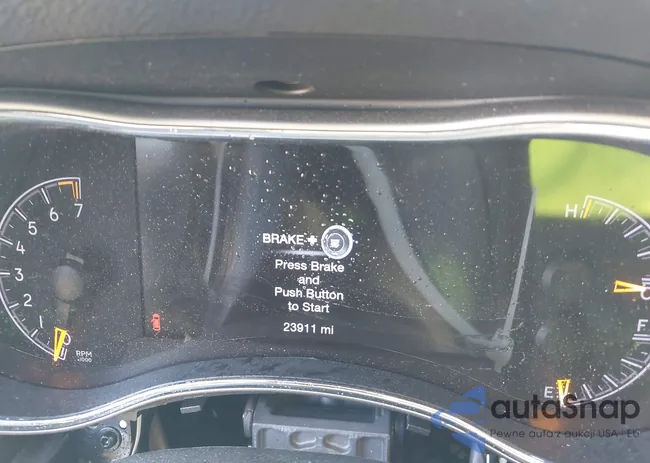 7
6
5
4
3
2
1
RPM
x1000
BRAKE +
Press Brake
and
Push Button
to Start
23911 mi
H
F
E
autoSnap
Pewne auta z aukcji USA i EU